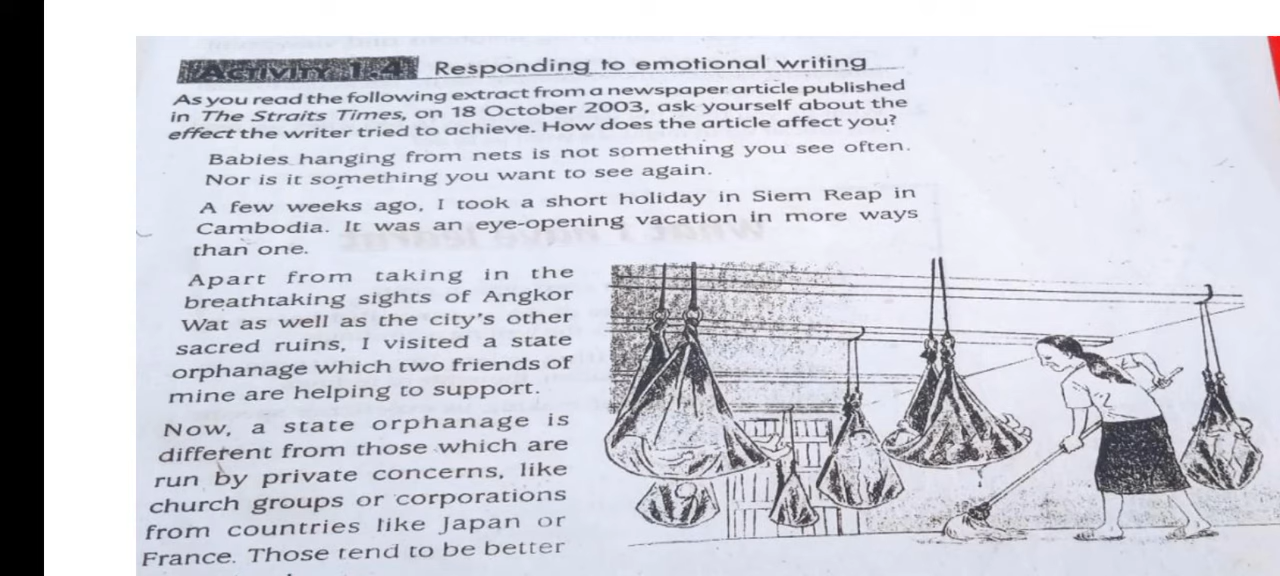 ACTIVITY 1.4 Responding to emotional writing
As you read the following extract from a newspaper article published
in The Straits Times, on 18 October 2003, ask yourself about the
effect the writer tried to achieve. How does the article affect you?
Babies hanging from nets is not something you see often.
Nor is it something you want to see again.
A few weeks ago, I took a short holiday in Siem Reap in
Cambodia. It was an eye-opening vacation in more ways
than one.
Apart from taking in the
breathtaking sights of Angkor
Wat as well as the city's other
sacred ruins, I visited a state
orphanage which two friends of
mine are helping to support.
Now, a state orphanage is
different from those which are
run by private concerns, like
church groups or corporations
from countries like Japan or
France. Those tend to be better